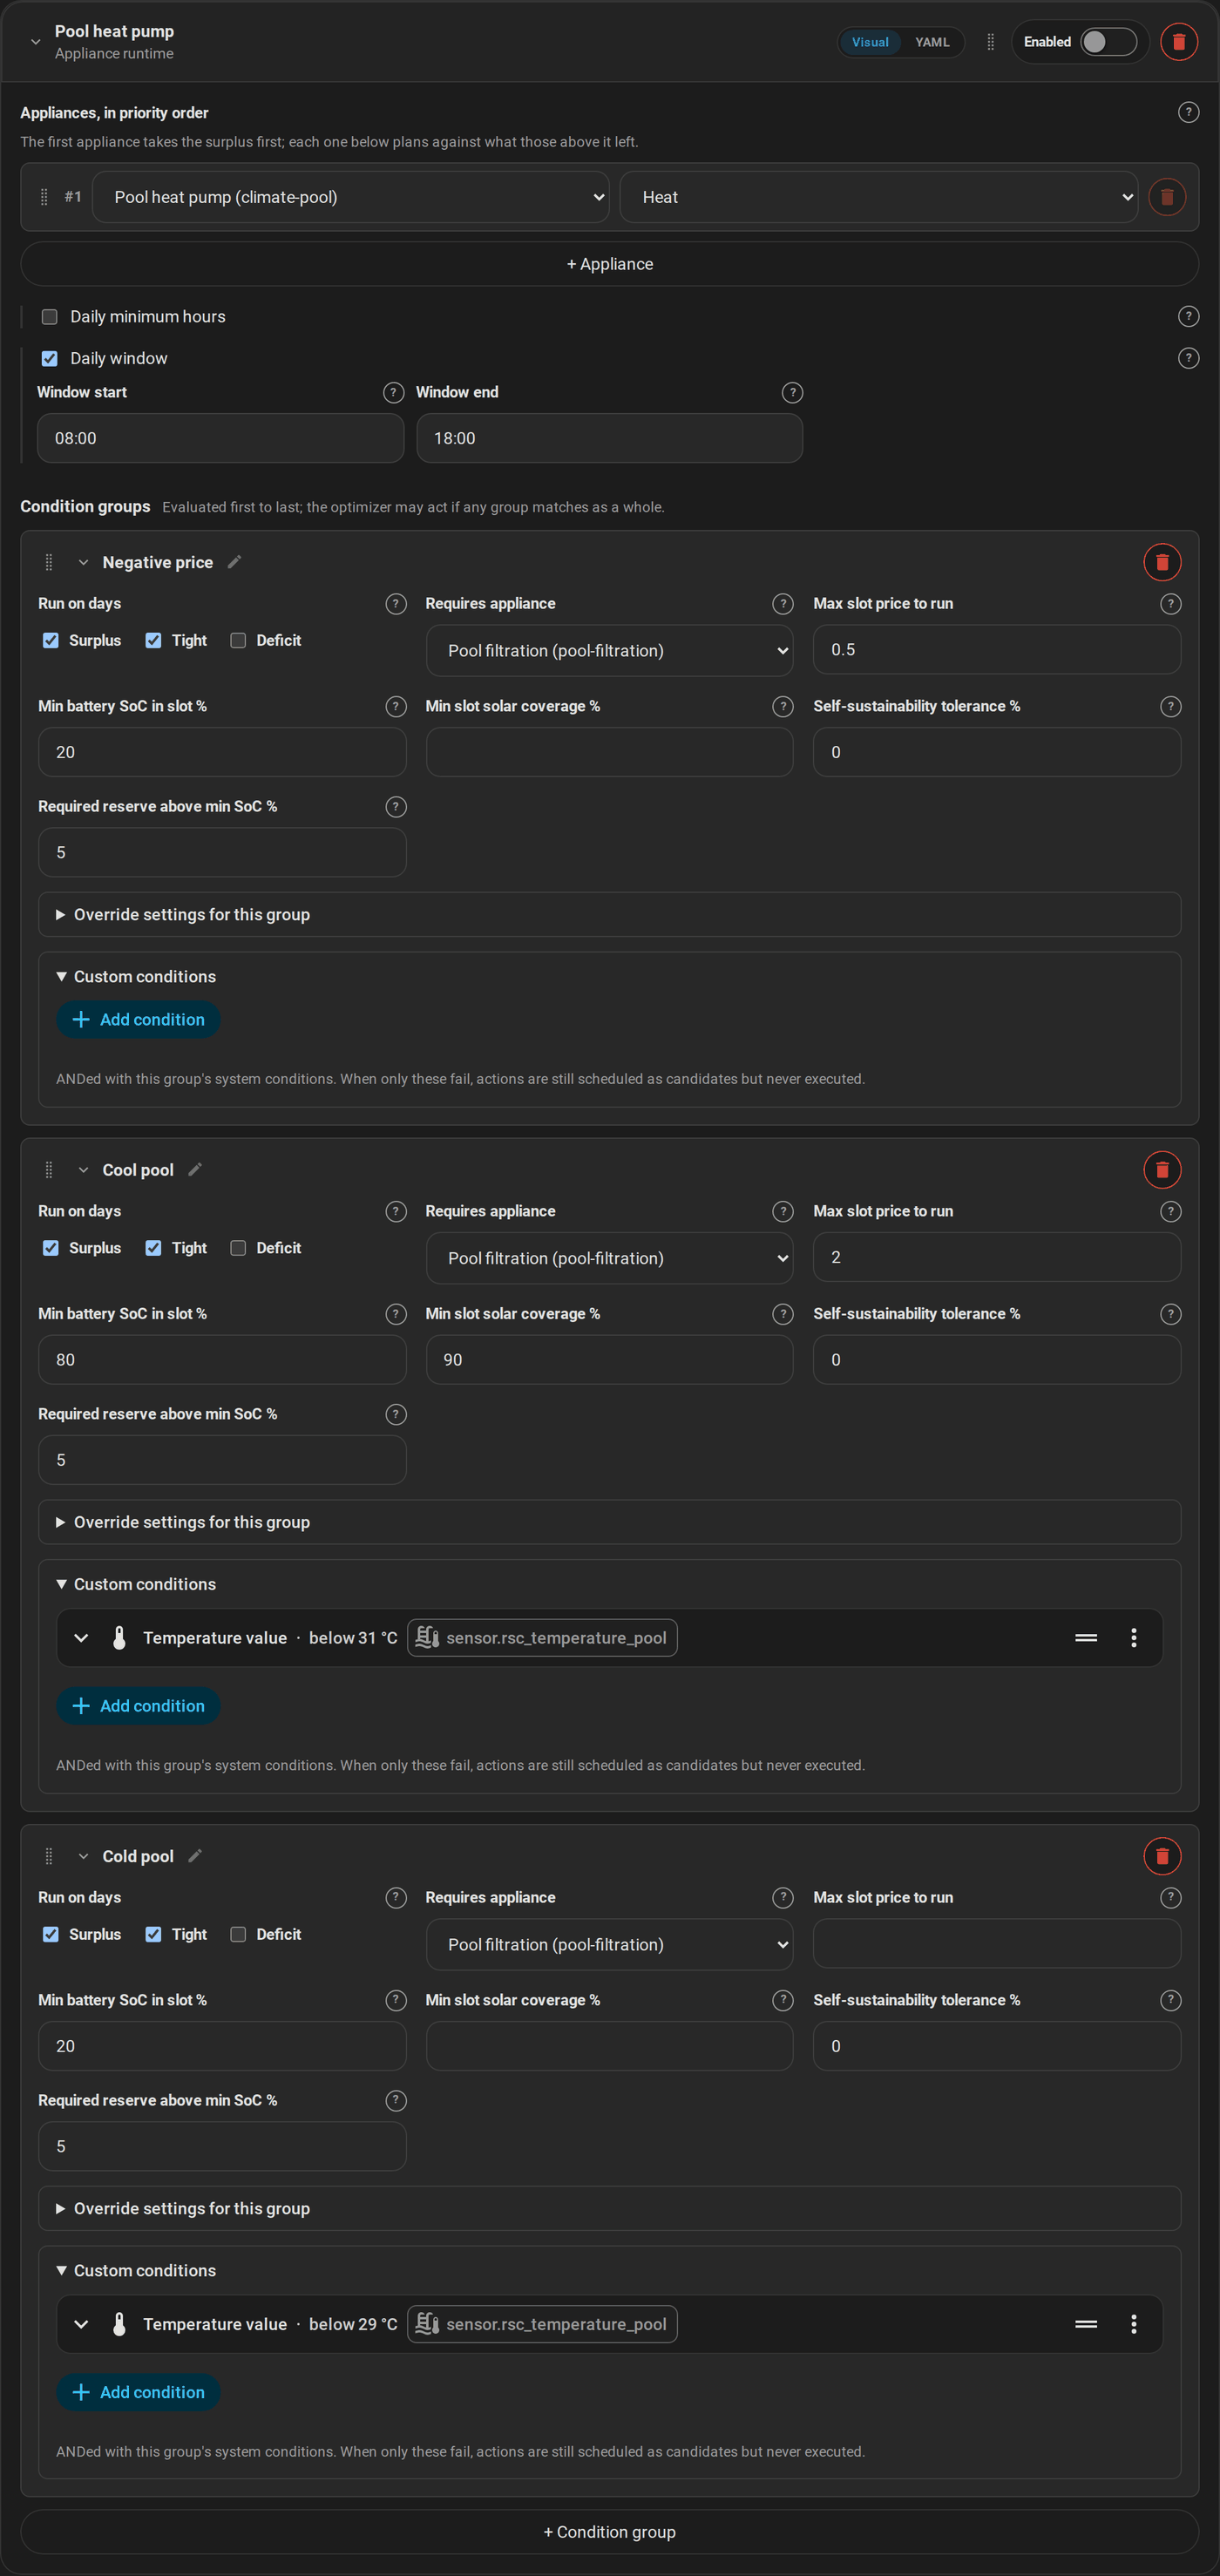 Pool heat pump
Appliance runtime
Visual YAML Enabled
Appliances, in priority order ?
The first appliance takes the surplus first; each one below plans against what those above it left.
#1 Pool heat pump (climate-pool) Heat
+ Appliance
Daily minimum hours ?
Daily window ?
Window start ? Window end ?
08:00 18:00
Condition groups Evaluated first to last; the optimizer may act if any group matches as a whole.
Negative price
Run on days ? Requires appliance ? Max slot price to run ?
Surplus Tight Deficit Pool filtration (pool-filtration) 0.5
Min battery SoC in slot % ? Min slot solar coverage % ? Self-sustainability tolerance % ?
20 0
Required reserve above min SoC % ?
5
Override settings for this group
Custom conditions
+ Add condition
ANDed with this group's system conditions. When only these fail, actions are still scheduled as candidates but never executed.
Cool pool
Run on days ? Requires appliance ? Max slot price to run ?
Surplus Tight Deficit Pool filtration (pool-filtration) 2
Min battery SoC in slot % ? Min slot solar coverage % ? Self-sustainability tolerance % ?
80 90 0
Required reserve above min SoC % ?
5
Override settings for this group
Custom conditions
Temperature value · below 31 °C sensor.rsc_temperature_pool
+ Add condition
ANDed with this group's system conditions. When only these fail, actions are still scheduled as candidates but never executed.
Cold pool
Run on days ? Requires appliance ? Max slot price to run ?
Surplus Tight Deficit Pool filtration (pool-filtration)
Min battery SoC in slot % ? Min slot solar coverage % ? Self-sustainability tolerance % ?
20 0
Required reserve above min SoC % ?
5
Override settings for this group
Custom conditions
Temperature value · below 29 °C sensor.rsc_temperature_pool
+ Add condition
ANDed with this group's system conditions. When only these fail, actions are still scheduled as candidates but never executed.
+ Condition group